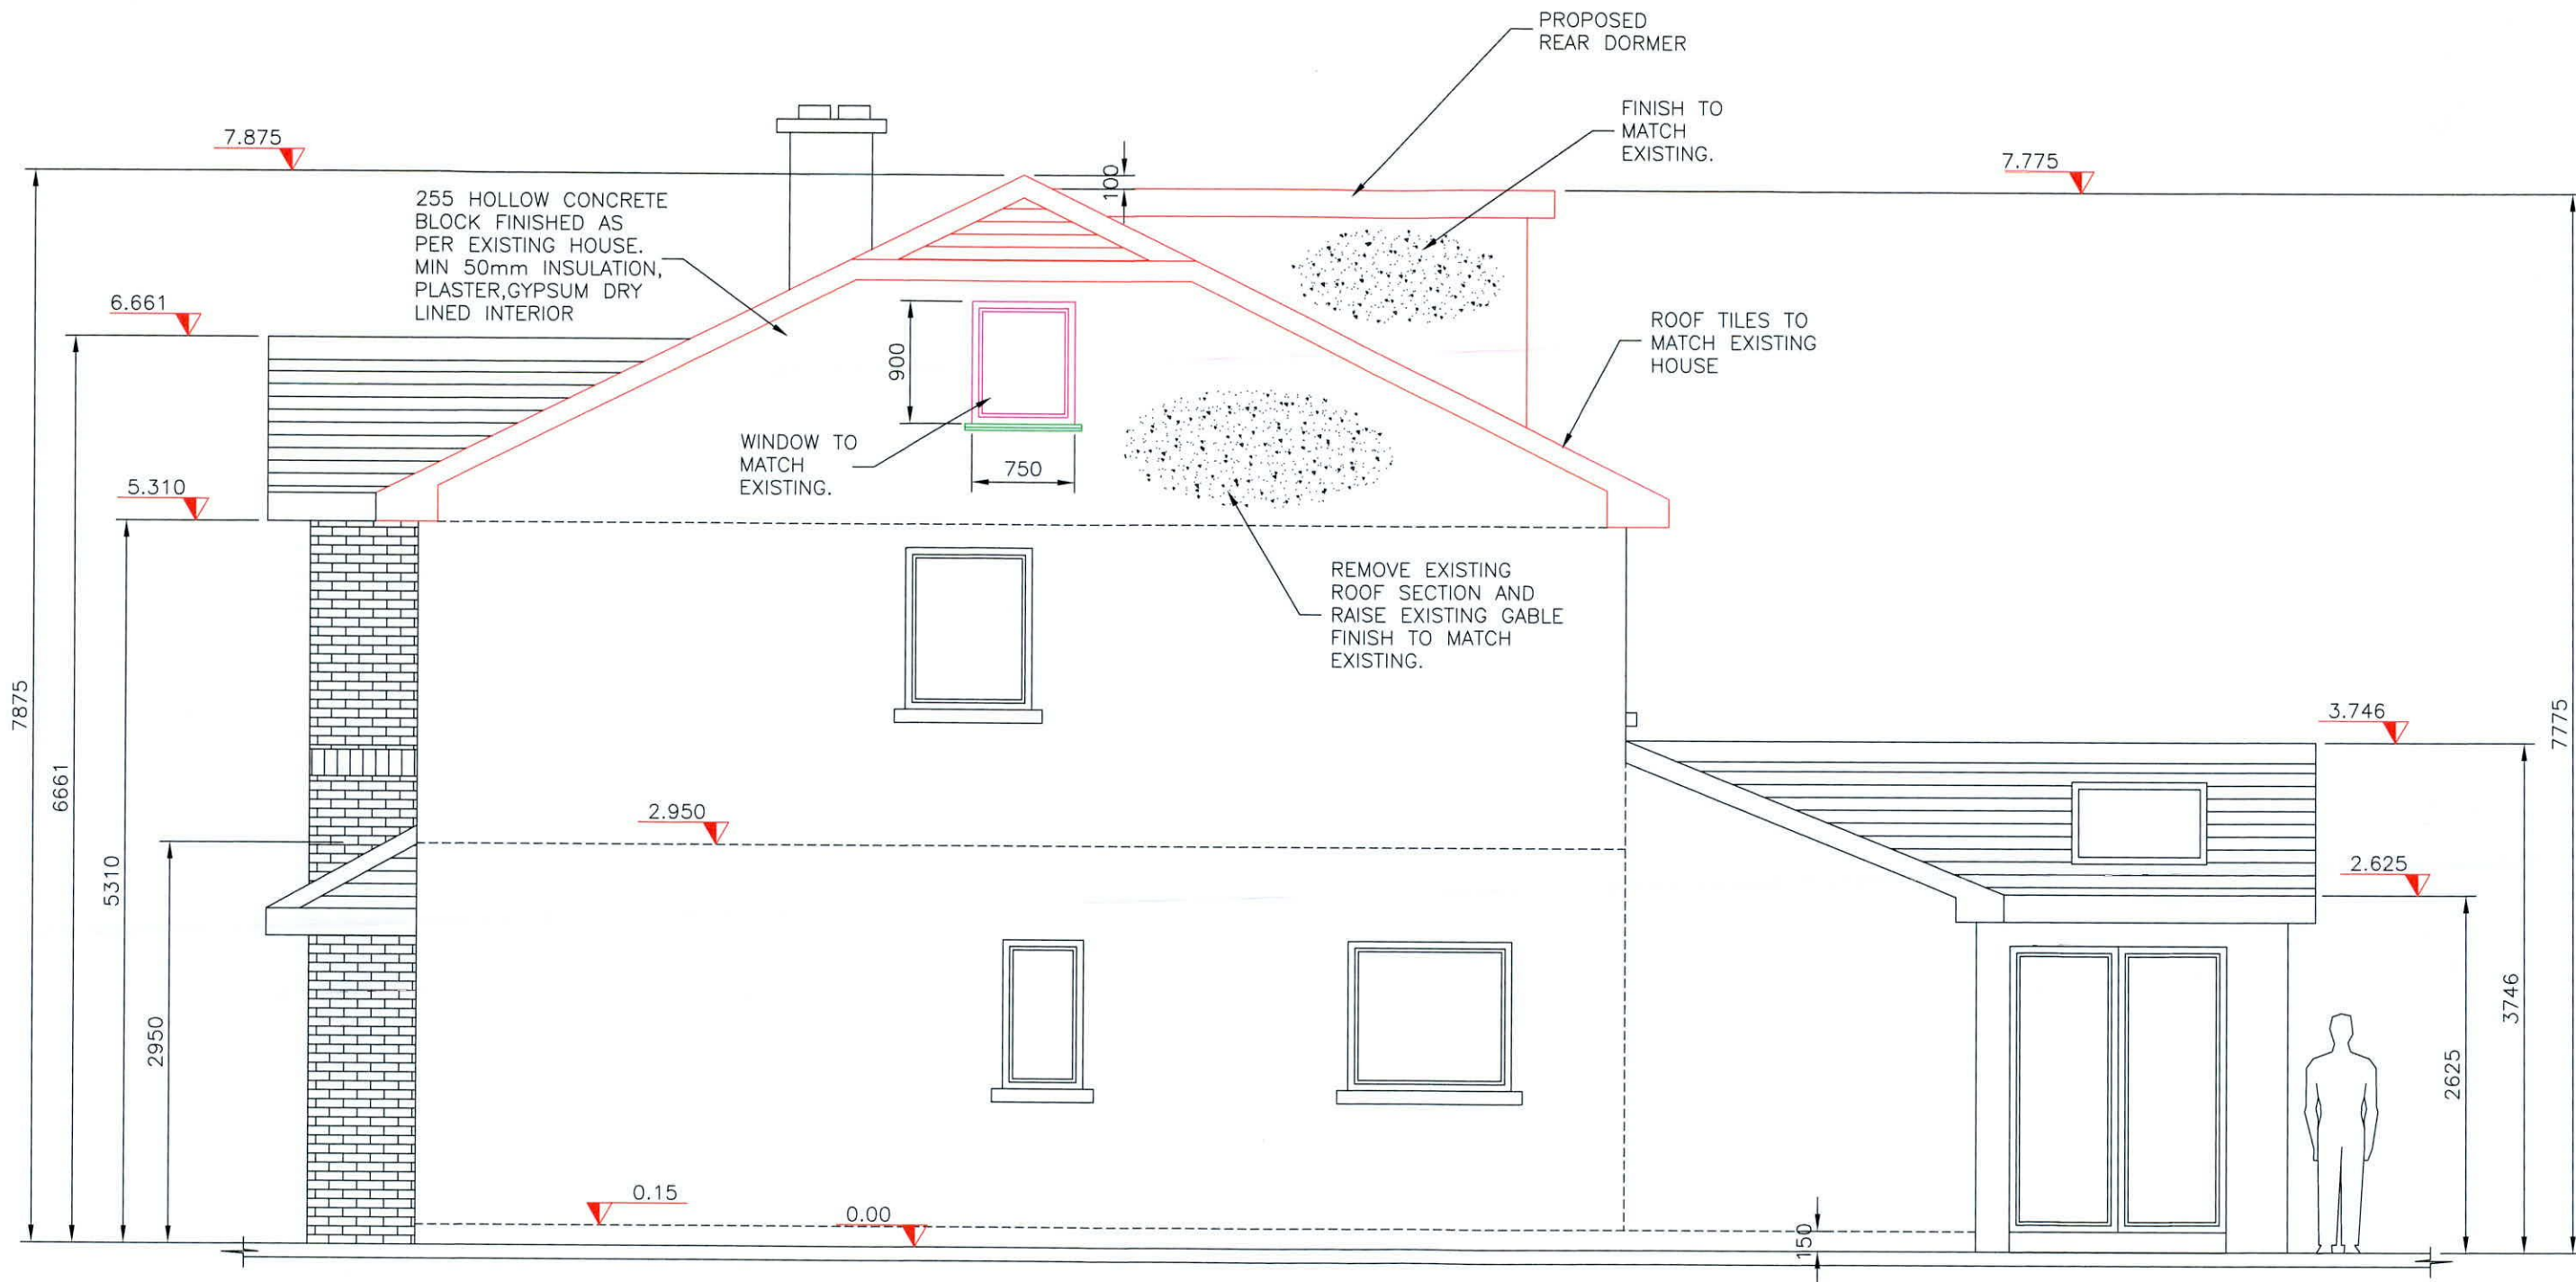 PROPOSED
REAR DORMER
FINISH TO
MATCH
EXISTING.
7.875
7.775
100
255 HOLLOW CONCRETE
BLOCK FINISHED AS
PER EXISTING HOUSE.
MIN 50mm INSULATION,
PLASTER,GYPSUM DRY
LINED INTERIOR
6.661
ROOF TILES TO
MATCH EXISTING
HOUSE
900
WINDOW TO
MATCH
EXISTING.
750
5.310
REMOVE EXISTING
ROOF SECTION AND
RAISE EXISTING GABLE
FINISH TO MATCH
EXISTING.
7875
6661
5310
2950
2.950
3.746
2.625
7775
3746
2625
0.15
0.00
150